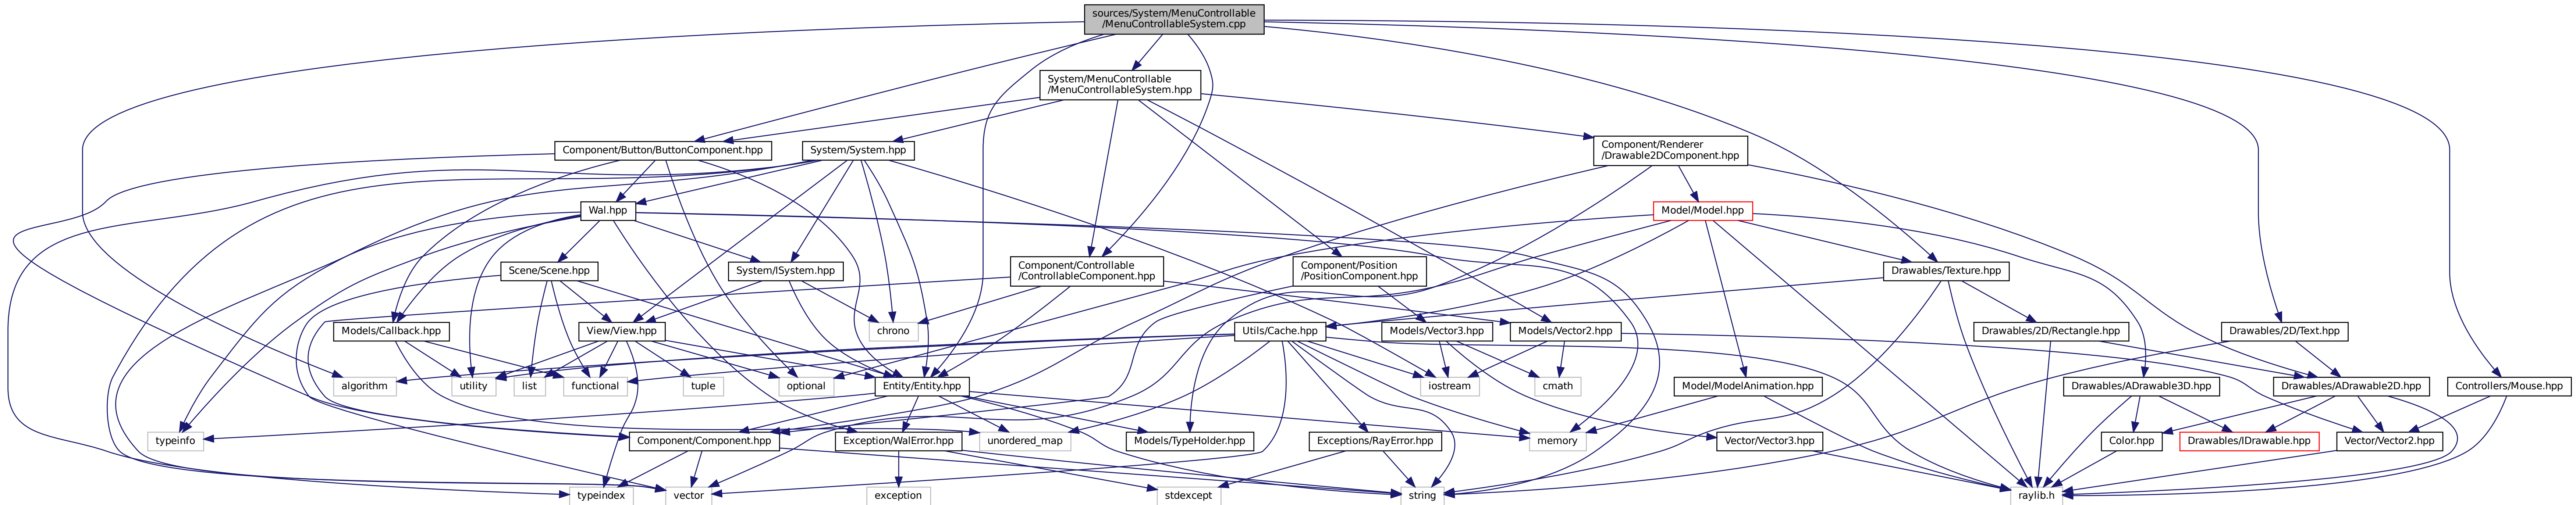 sources/System/MenuControllable
/MenuControllableSystem.cpp
System/MenuControllable
/MenuControllableSystem.hpp
Component/Button/ButtonComponent.hpp
System/System.hpp
Component/Renderer
/Drawable2DComponent.hpp
Wal.hpp
Model/Model.hpp
Scene/Scene.hpp
System/ISystem.hpp
Component/Controllable
/ControllableComponent.hpp
Component/Position
/PositionComponent.hpp
Drawables/Texture.hpp
Models/Callback.hpp
View/View.hpp
chrono
Utils/Cache.hpp
Models/Vector3.hpp
Models/Vector2.hpp
Drawables/2D/Rectangle.hpp
Drawables/2D/Text.hpp
algorithm
utility
list
functional
tuple
optional
Entity/Entity.hpp
iostream
cmath
Model/ModelAnimation.hpp
Drawables/ADrawable3D.hpp
Drawables/ADrawable2D.hpp
Controllers/Mouse.hpp
typeinfo
Component/Component.hpp
Exception/WalError.hpp
unordered_map
Models/TypeHolder.hpp
Exceptions/RayError.hpp
memory
Vector/Vector3.hpp
Color.hpp
Drawables/IDrawable.hpp
Vector/Vector2.hpp
typeindex
vector
exception
stdexcept
string
raylib.h